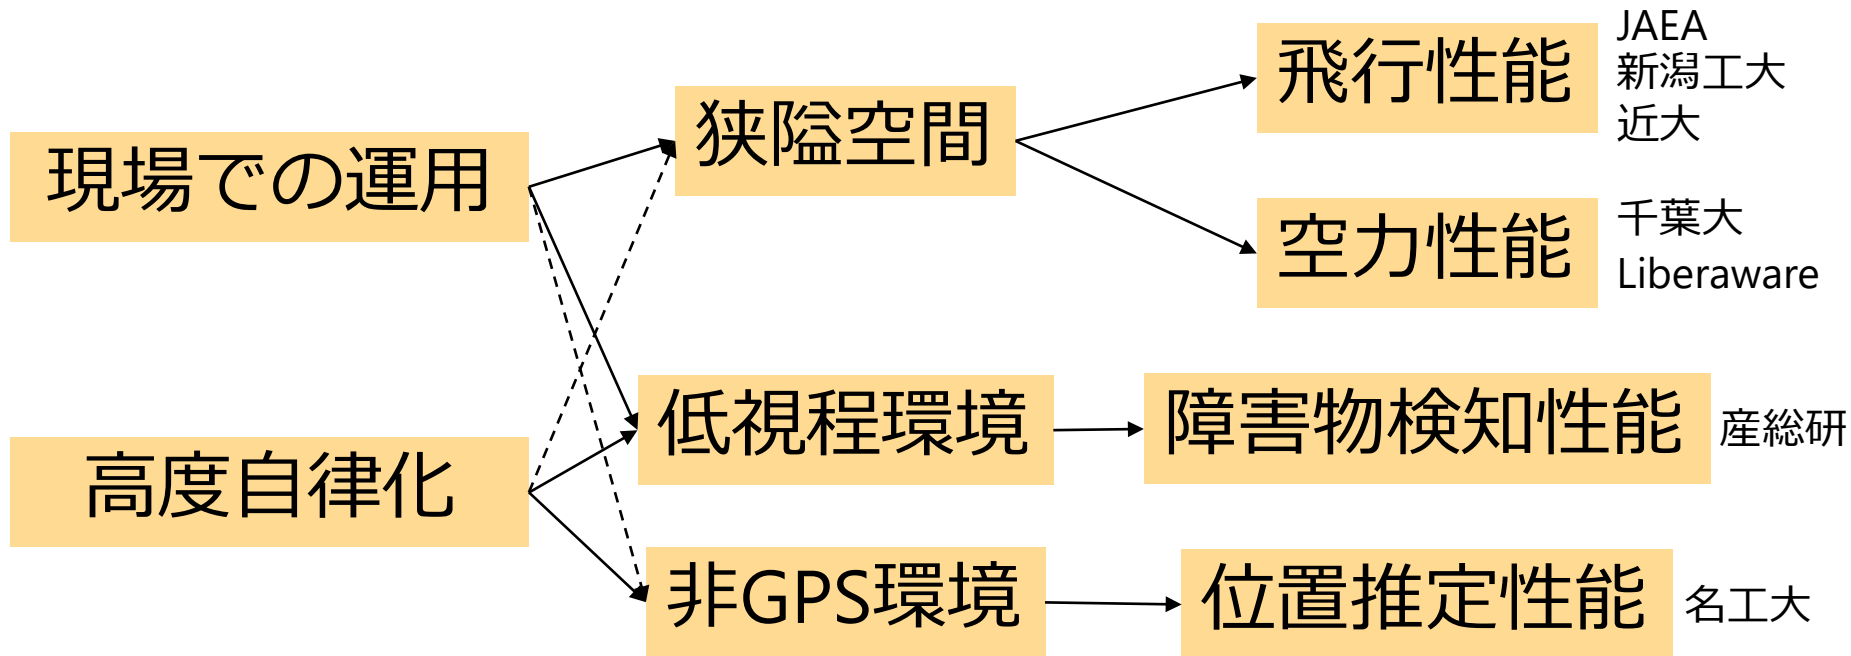 現場での運用
高度自律化
狭隘空間
低視程環境
非GPS環境
飛行性能
JAEA
新潟工大
近大
空力性能
千葉大
Liberaware
障害物検知性能
産総研
位置推定性能
名工大